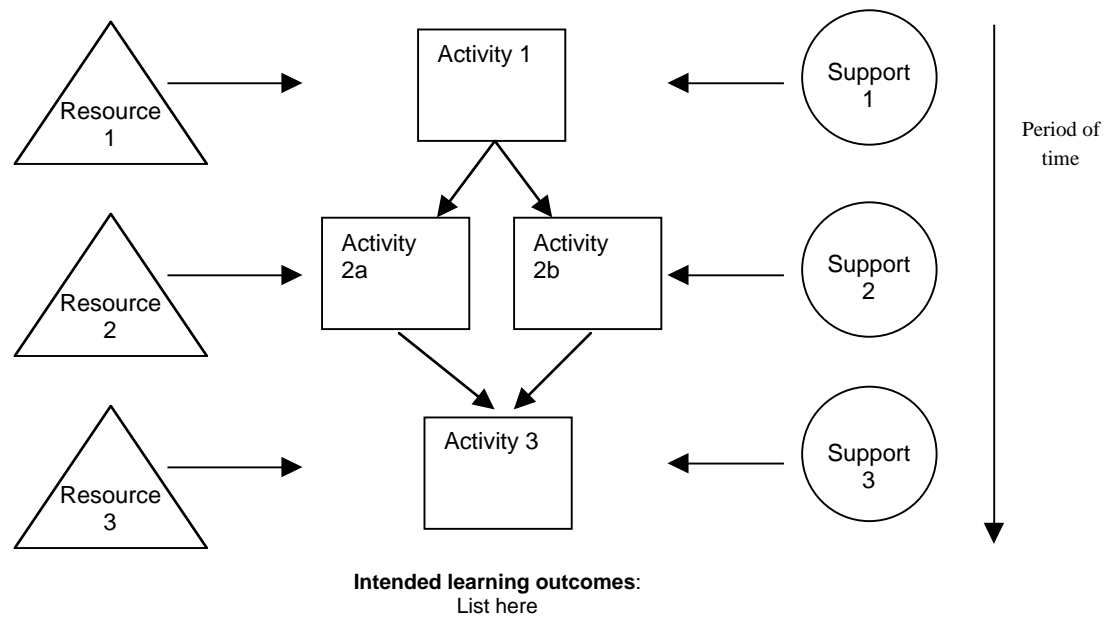 Activity 1
Resource
1
Support
1
Period of
time
Resource
2
Activity
2a
Activity
2b
Support
2
Resource
3
Activity 3
Support
3
Intended learning outcomes:
List here